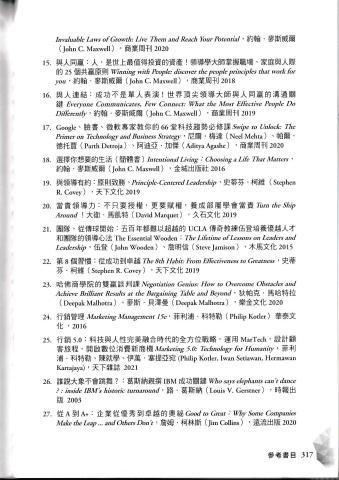 Invaluable Laws of Growth: Live Them and Reach Your Potential，約翰．麥斯威爾
（John C. Maxwell），商業周刊 2020
15. 與人同贏：人，是世上最值得投資的資產！領導學大師掌握職場、家庭與人際
的 25 個共贏原則 Winning with People: discover the people principles that work for
you，約翰．麥斯威爾（John C. Maxwell），商業周刊 2018
16. 與人連結：成功不是單人表演！世界頂尖領導大師與人同贏的溝通關
鍵 Everyone Communicates, Few Connect: What the Most Effective People Do
Differently，約翰．麥斯威爾（John C. Maxwell），商業周刊 2019
17. Google、臉書、微軟專家教你的 66 堂科技趨勢必修課 Swipe to Unlock: The
Primer on Technology and Business Strategy，尼爾．梅達（Neel Mehta）、帕爾．
德托賈（Parth Detroja）、阿迪亞．加傑（Aditya Agashe），商業周刊 2020
18. 選擇你想要的生活（簡體書）Intentional Living：Choosing a Life That Matters，
約翰．麥斯威爾（John C. Maxwell），金城出版社 2016
19. 與領導有約：原則致勝，Principle-Centered Leadership，史蒂芬．柯維（Stephen
R. Covey），天下文化 2019
20. 當責領導力：不只要授權，更要賦權，養成部屬學會當責 Turn the Ship
Around！大衛．馬凱特（David Marquet），久石文化 2019
21. 團隊，從傳球開始：五百年都難以超越的 UCLA 傳奇教練伍登培養優越人才
和團隊的領導心法 The Essential Wooden：The Lifetime of Lessons on Leaders and
Leadership，伍登（John Wooden）、詹明信（Steve Jamison），木馬文化 2015
22. 第 8 個習慣：從成功到卓越 The 8th Habit: From Effectiveness to Greatness，史蒂
芬．柯維（Stephen R. Covey），天下文化 2019
23. 哈佛商學院的雙贏談判課 Negotiation Genius: How to Overcome Obstacles and
Achieve Brilliant Results at the Bargaining Table and Beyond，狄帕克．馬哈特拉
（Deepak Malhotra）、麥斯．貝澤曼（Deepak Malhotra），樂金文化 2020
24. 行銷管理 Marketing Management 15e，菲利浦．科特勒（Philip Kotler）華泰文
化，2016
25. 行銷 5.0：科技與人性完美融合時代的全方位戰略，運用 MarTech，設計顧
客旅程，開啟數位消費新商機 Marketing 5.0: Technology for Humanity，菲利
浦．科特勒、陳就學、伊萬．塞提亞宛 (Philip Kotler, Iwan Setiawan, Hermawan
Kartajaya)，天下雜誌 2021
26. 誰說大象不會跳舞？：葛斯納親撰 IBM 成功關鍵 Who says elephants can't dance
?：inside IBM's historic turnaround，路．葛斯納（Louis V. Gerstner），時報出
版 2003
27. 從 A 到 A+：企業從優秀到卓越的奧祕 Good to Great：Why Some Companies
Make the Leap ... and Others Don't，詹姆．柯林斯（Jim Collins），遠流出版 2020
參考書目 317